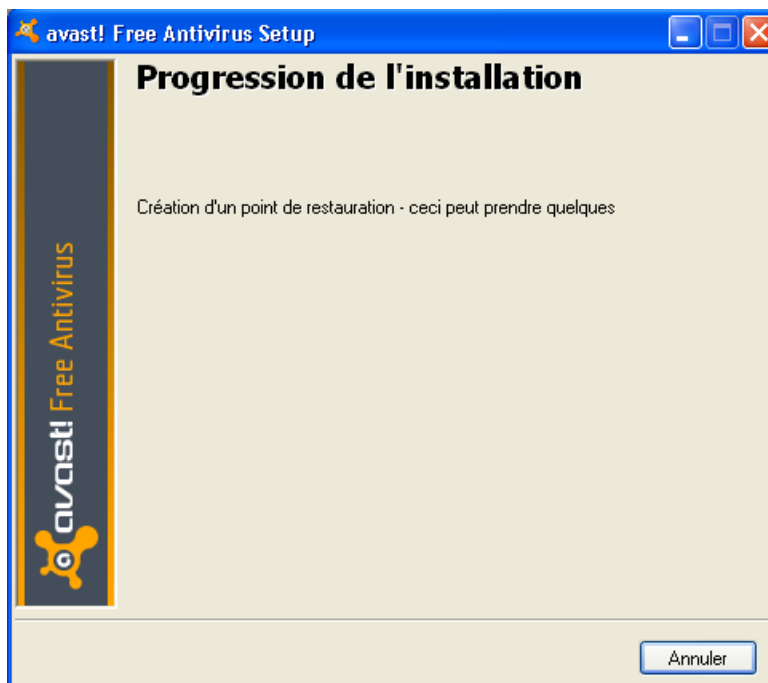 avast! Free Antivirus Setup
Progression de l'installation
Création d'un point de restauration - ceci peut prendre quelques
avast! Free Antivirus
Annuler